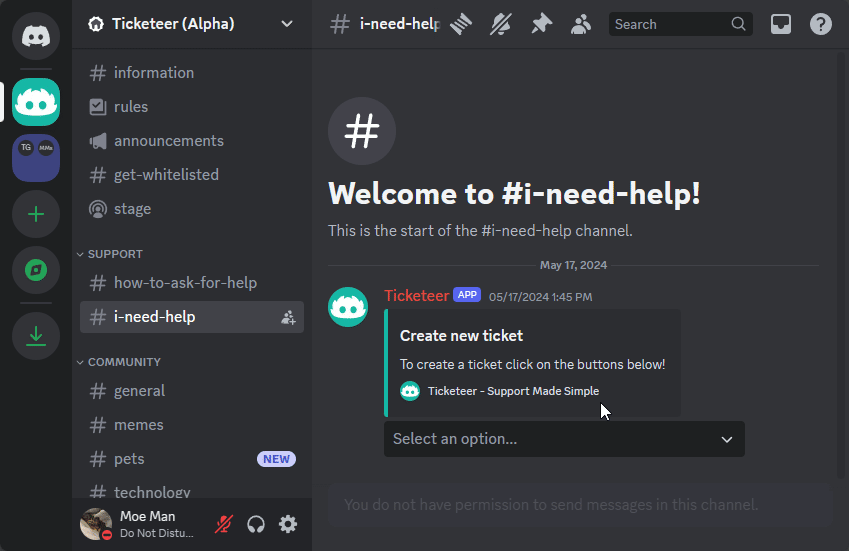 Ticketeer (Alpha)
information
rules
announcements
get-whitelisted
stage
SUPPORT
how-to-ask-for-help
i-need-help
COMMUNITY
general
memes
pets NEW
technology
Moe Man
Do Not Distu...
TG MMs
i-need-help
Search
Welcome to #i-need-help!
This is the start of the #i-need-help channel.
May 17, 2024
Ticketeer APP 05/17/2024 1:45 PM
Create new ticket
To create a ticket click on the buttons below!
Ticketeer - Support Made Simple
Select an option...
You do not have permission to send messages in this channel.